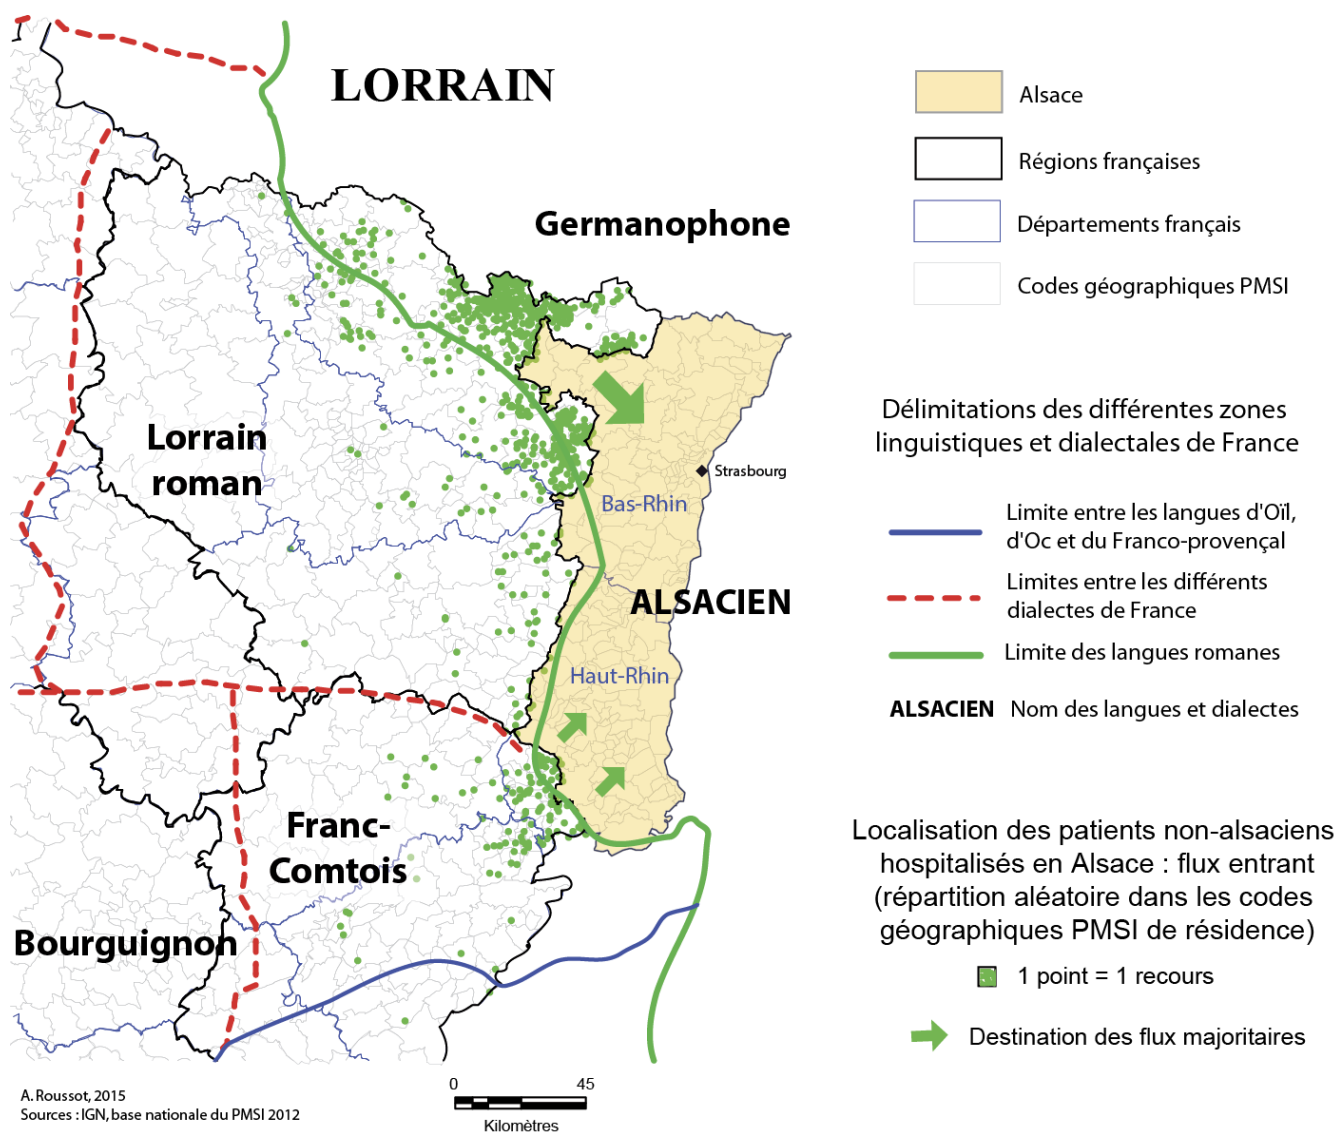 LORRAIN
Germanophone
Lorrain
roman
Strasbourg
Bas-Rhin
ALSACIEN
Haut-Rhin
Franc-
Comtois
Bourguignon
A. Roussot, 2015
Sources : IGN, base nationale du PMSI 2012
0 45
Kilomètres
Alsace
Régions françaises
Départements français
Codes géographiques PMSI
Délimitations des différentes zones
linguistiques et dialectales de France
Limite entre les langues d'Oïl,
d'Oc et du Franco-provençal
Limites entre les différents
dialectes de France
Limite des langues romanes
ALSACIEN Nom des langues et dialectes
Localisation des patients non-alsaciens
hospitalisés en Alsace : flux entrant
(répartition aléatoire dans les codes
géographiques PMSI de résidence)
1 point = 1 recours
Destination des flux majoritaires